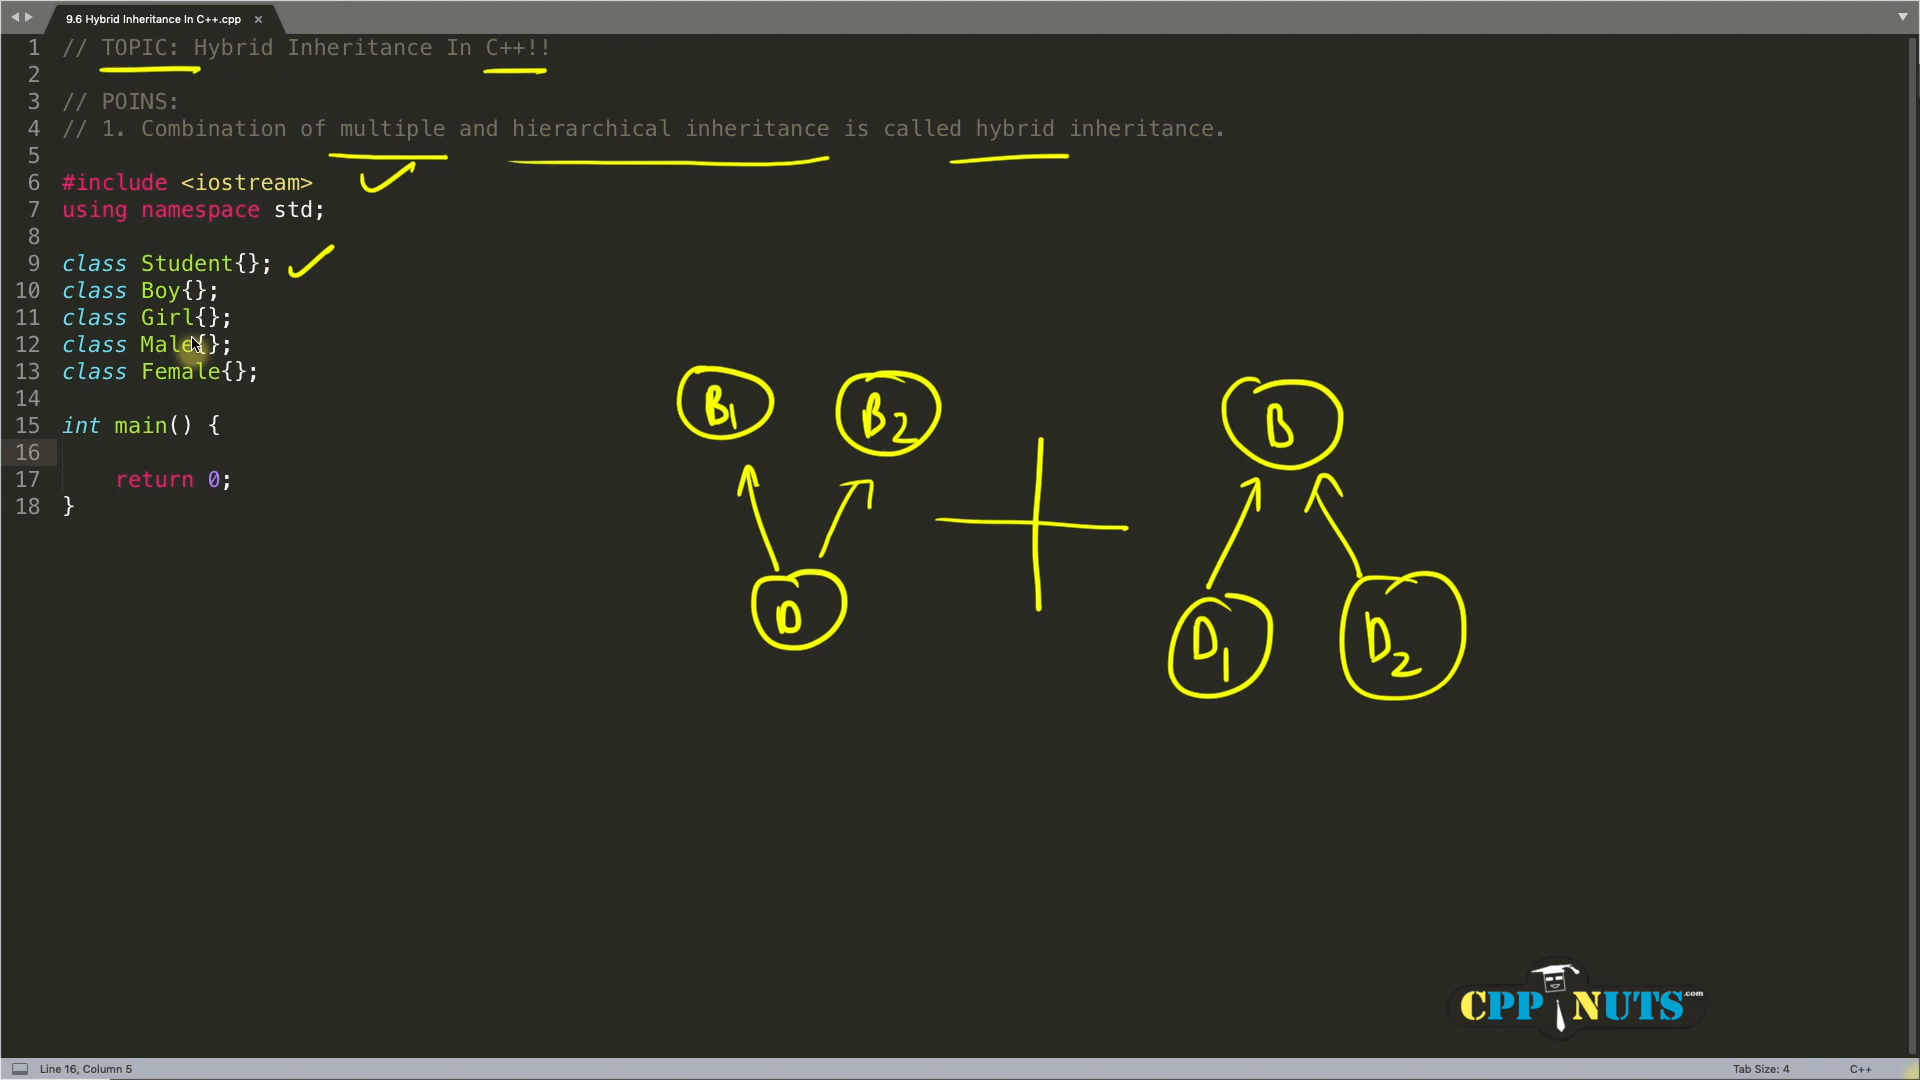 9.6 Hybrid Inheritance In C++.cpp ×
1 // TOPIC: Hybrid Inheritance In C++!!
2
3 // POINS:
4 // 1. Combination of multiple and hierarchical inheritance is called hybrid inheritance.
5
6 #include <iostream>
7 using namespace std;
8
9 class Student{};
10 class Boy{};
11 class Girl{};
12 class Male{};
13 class Female{};
14
15 int main() {
16
17 return 0;
18 }
B1 B2 B
D D1 D2
CPP NUTS.com
Line 16, Column 5 Tab Size: 4 C++